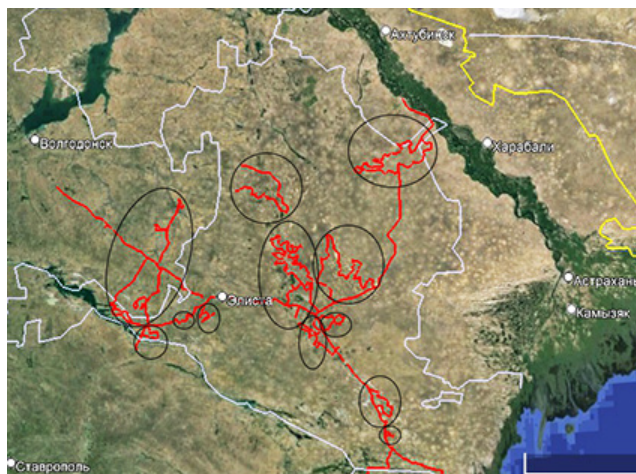 Ахтубинск
Волгодонск
Харабали
Элиста
Астрахань
Камызяк
Ставрополь